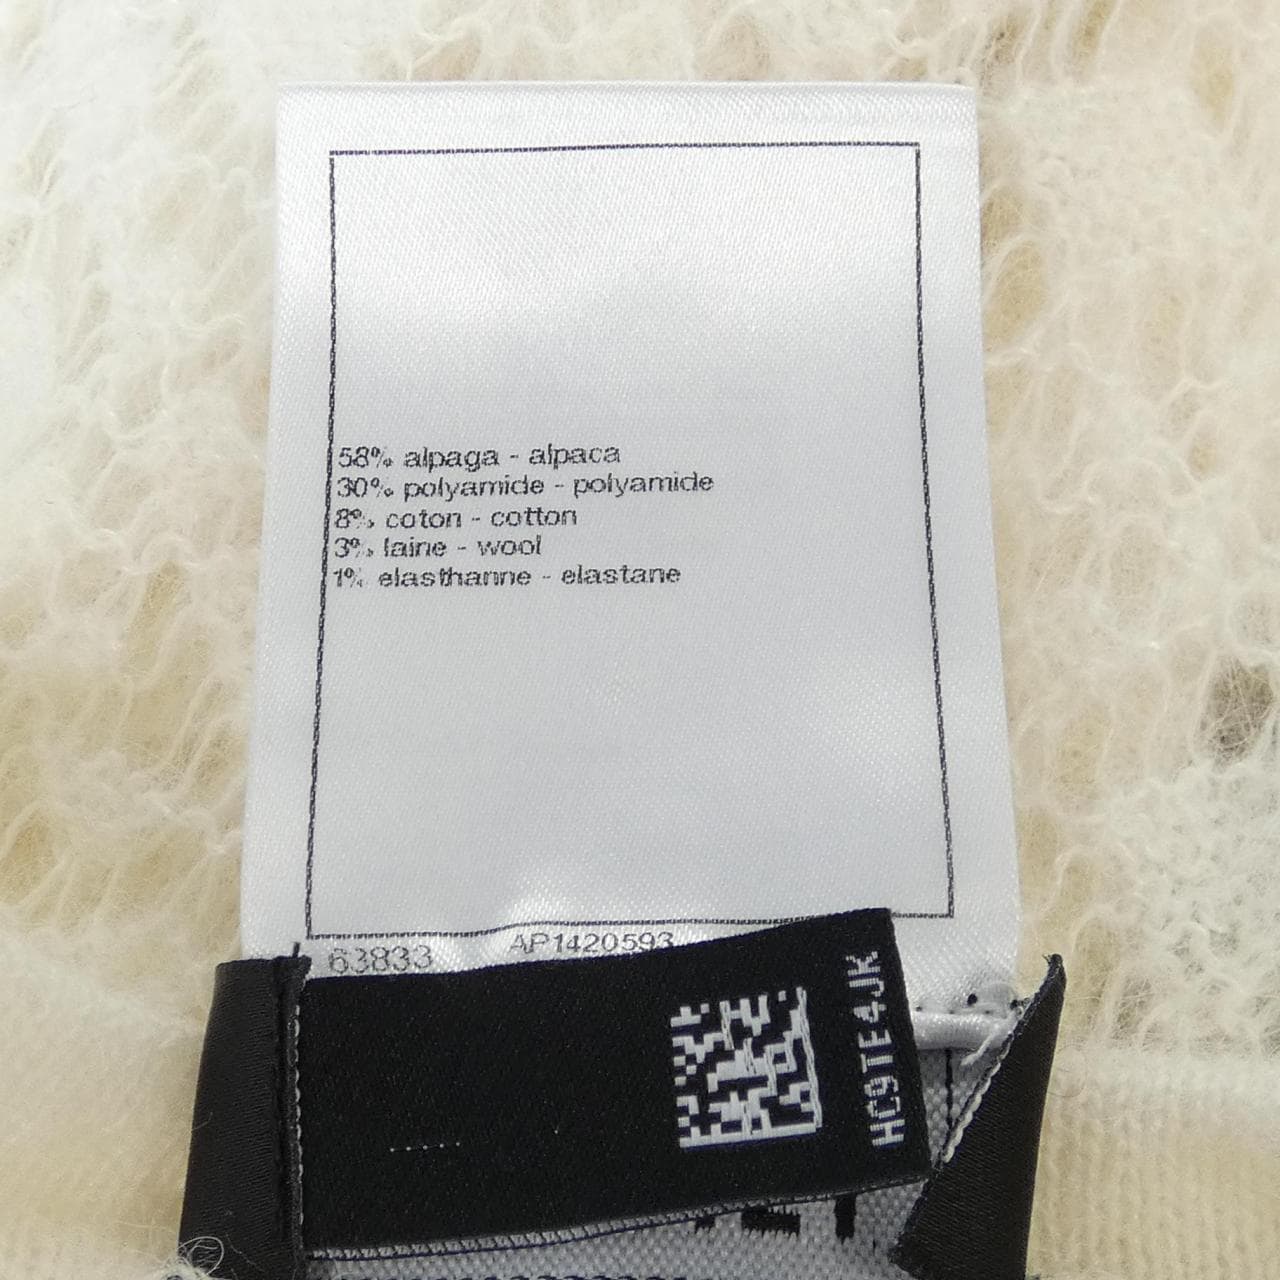 58% alpaga - alpaca
30% polyamide - polyamide
8% coton - cotton
3% laine - wool
1% elasthanne - elastane
63833 AP1420593
HC9TE4JK